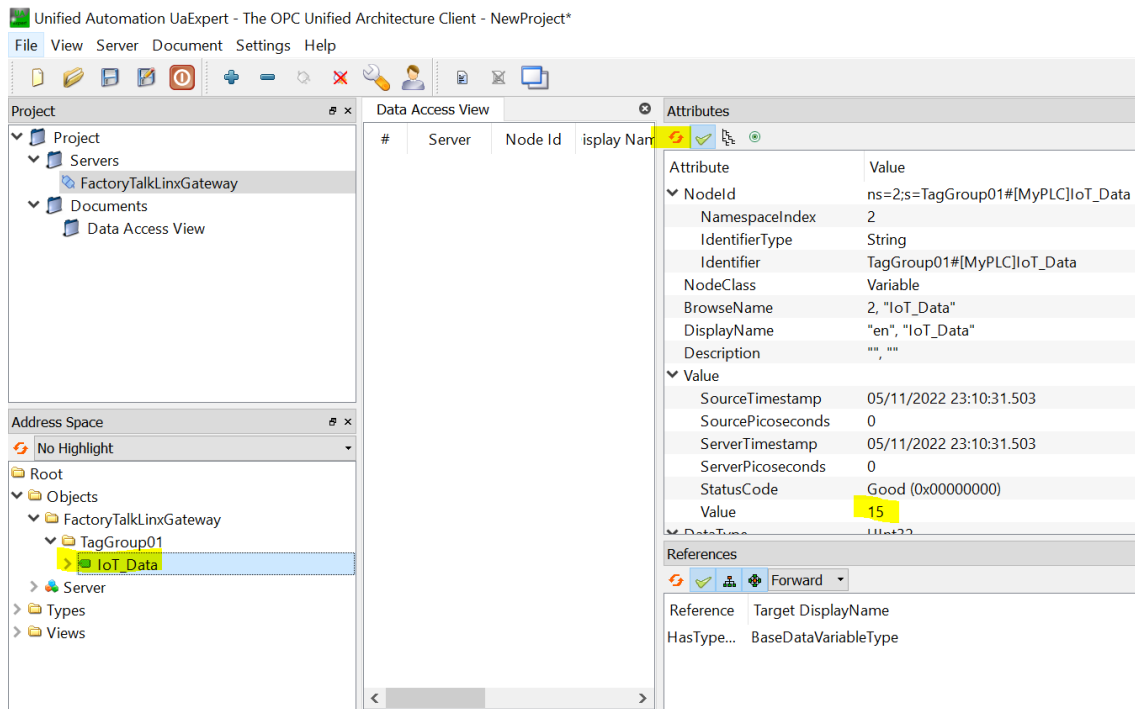 Unified Automation UaExpert - The OPC Unified Architecture Client - NewProject*
File View Server Document Settings Help
Project
Project
Servers
FactoryTalkLinxGateway
Documents
Data Access View
Address Space
No Highlight
Root
Objects
FactoryTalkLinxGateway
TagGroup01
IoT_Data
Server
Types
Views
Data Access View
# Server Node Id isplay Nam
Attributes
Attribute Value
NodeId ns=2;s=TagGroup01#[MyPLC]IoT_Data
NamespaceIndex 2
IdentifierType String
Identifier TagGroup01#[MyPLC]IoT_Data
NodeClass Variable
BrowseName 2, "IoT_Data"
DisplayName "en", "IoT_Data"
Description "", ""
Value
SourceTimestamp 05/11/2022 23:10:31.503
SourcePicoseconds 0
ServerTimestamp 05/11/2022 23:10:31.503
ServerPicoseconds 0
StatusCode Good (0x00000000)
Value 15
DataType UInt32
References
Forward
Reference Target DisplayName
HasType... BaseDataVariableType